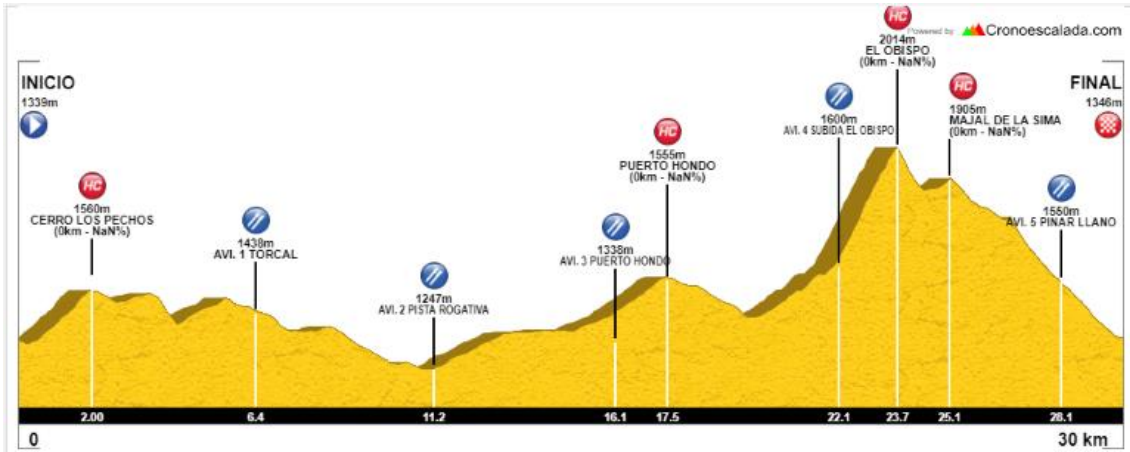 Powered by Cronoescalada.com
INICIO
1339m
HC
1560m
CERRO LOS PECHOS
(0km - NaN%)
1438m
AVI. 1 TORCAL
1247m
AVI. 2 PISTA ROGATIVA
1338m
AVI. 3 PUERTO HONDO
HC
1555m
PUERTO HONDO
(0km - NaN%)
1600m
AVI. 4 SUBIDA EL OBISPO
HC
2014m
EL OBISPO
(0km - NaN%)
HC
1905m
MAJAL DE LA SIMA
(0km - NaN%)
1550m
AVI. 5 PINAR LLANO
FINAL
1346m
2.00 6.4 11.2 16.1 17.5 22.1 23.7 25.1 28.1
0 30 km